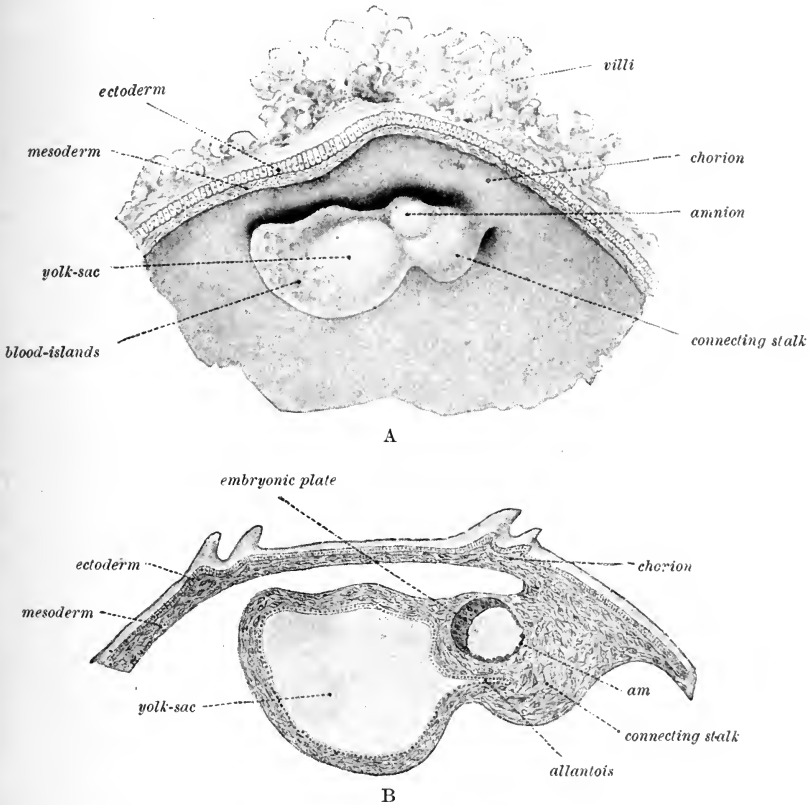 villi
ectoderm
mesoderm
chorion
amnion
yolk-sac
connecting stalk
blood-islands
A
embryonic plate
ectoderm
chorion
mesoderm
am
yolk-sac
connecting stalk
allantois
B